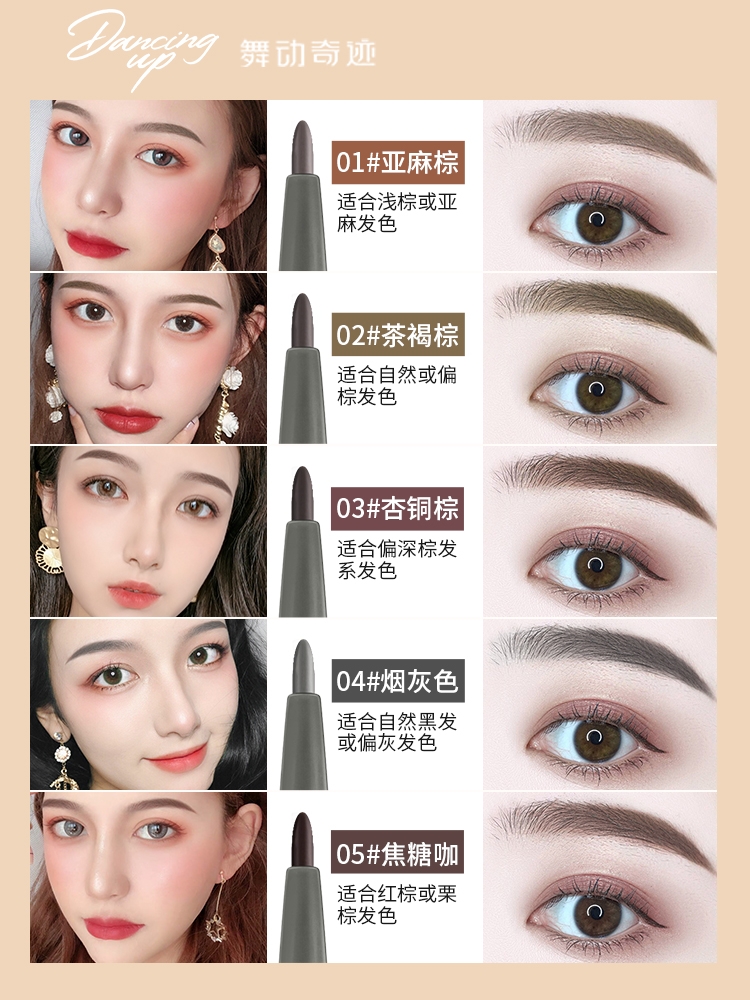 Dancing
up
舞动奇迹
01#亚麻棕
适合浅棕或亚
麻发色
02#茶褐棕
适合自然或偏
棕发色
03#杏铜棕
适合偏深棕发
系发色
04#烟灰色
适合自然黑发
或偏灰发色
05#焦糖咖
适合红棕或栗
棕发色